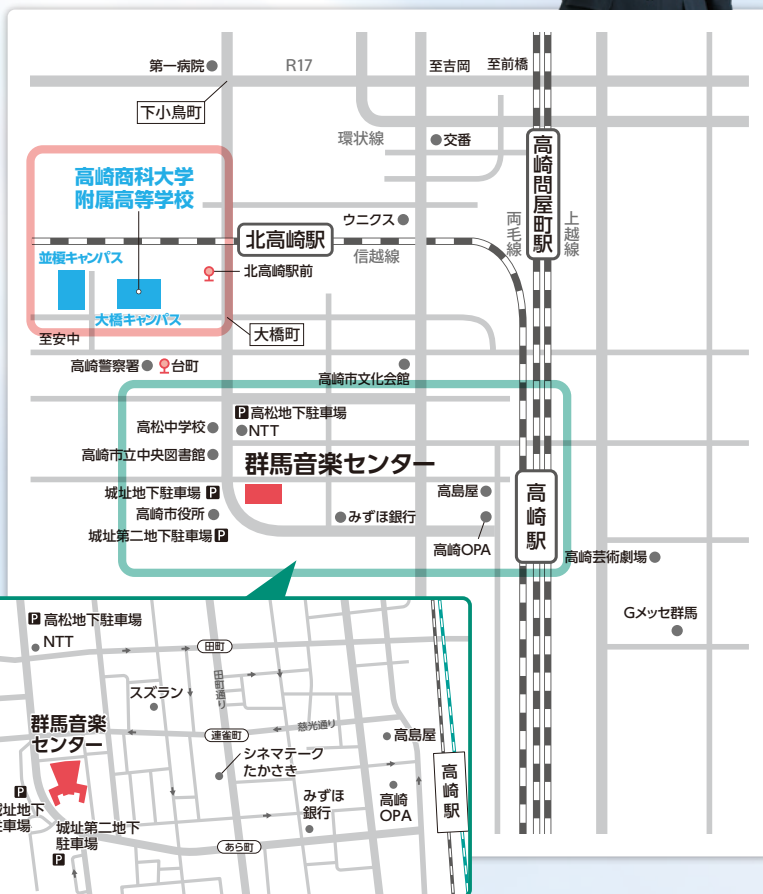 第一病院
R17
至吉岡
至前橋
下小鳥町
環状線
交番
高崎問屋町駅
両毛線
上越線
高崎商科大学
附属高等学校
ウニクス
北高崎駅
信越線
並榎キャンパス
北高崎駅前
大橋キャンパス
至安中
大橋町
高崎警察署
台町
高崎市文化会館
P 高松地下駐車場
高松中学校
NTT
高崎市立中央図書館
群馬音楽センター
城址地下駐車場 P
高島屋
高崎駅
高崎市役所
みずほ銀行
城址第二地下駐車場 P
高崎OPA
高崎芸術劇場
Gメッセ群馬
P 高松地下駐車場
NTT
田町
田町通り
スズラン
群馬音楽
センター
慈光通り
連雀町
高島屋
シネマテーク
たかさき
高崎駅
P
址地下
車場
みずほ
銀行
高崎
OPA
城址第二地下
駐車場
P
あら町